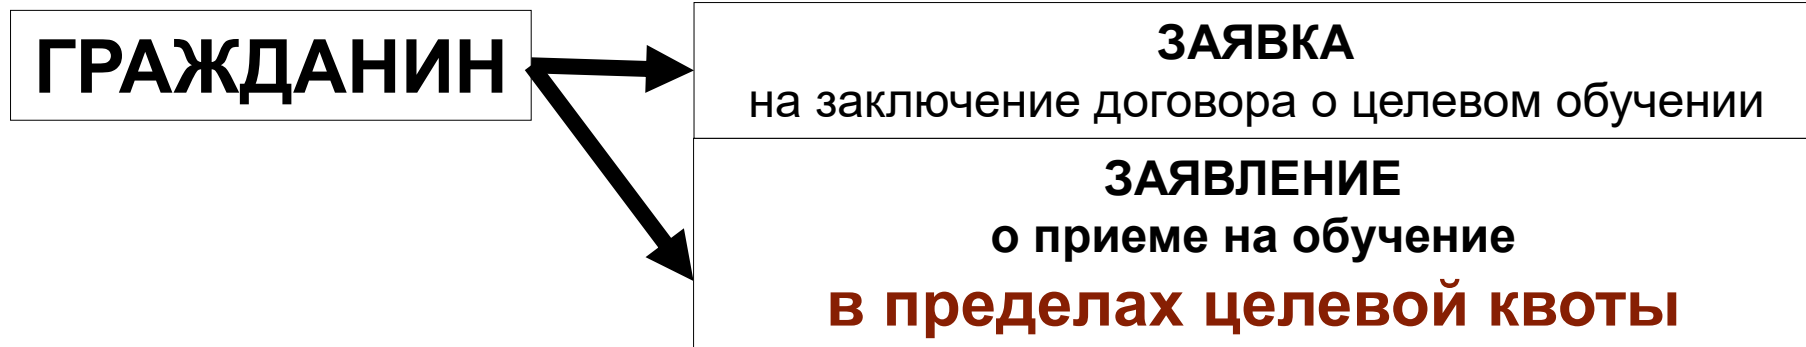 ГРАЖДАНИН
ЗАЯВКА
на заключение договора о целевом обучении
ЗАЯВЛЕНИЕ
о приеме на обучение
в пределах целевой квоты